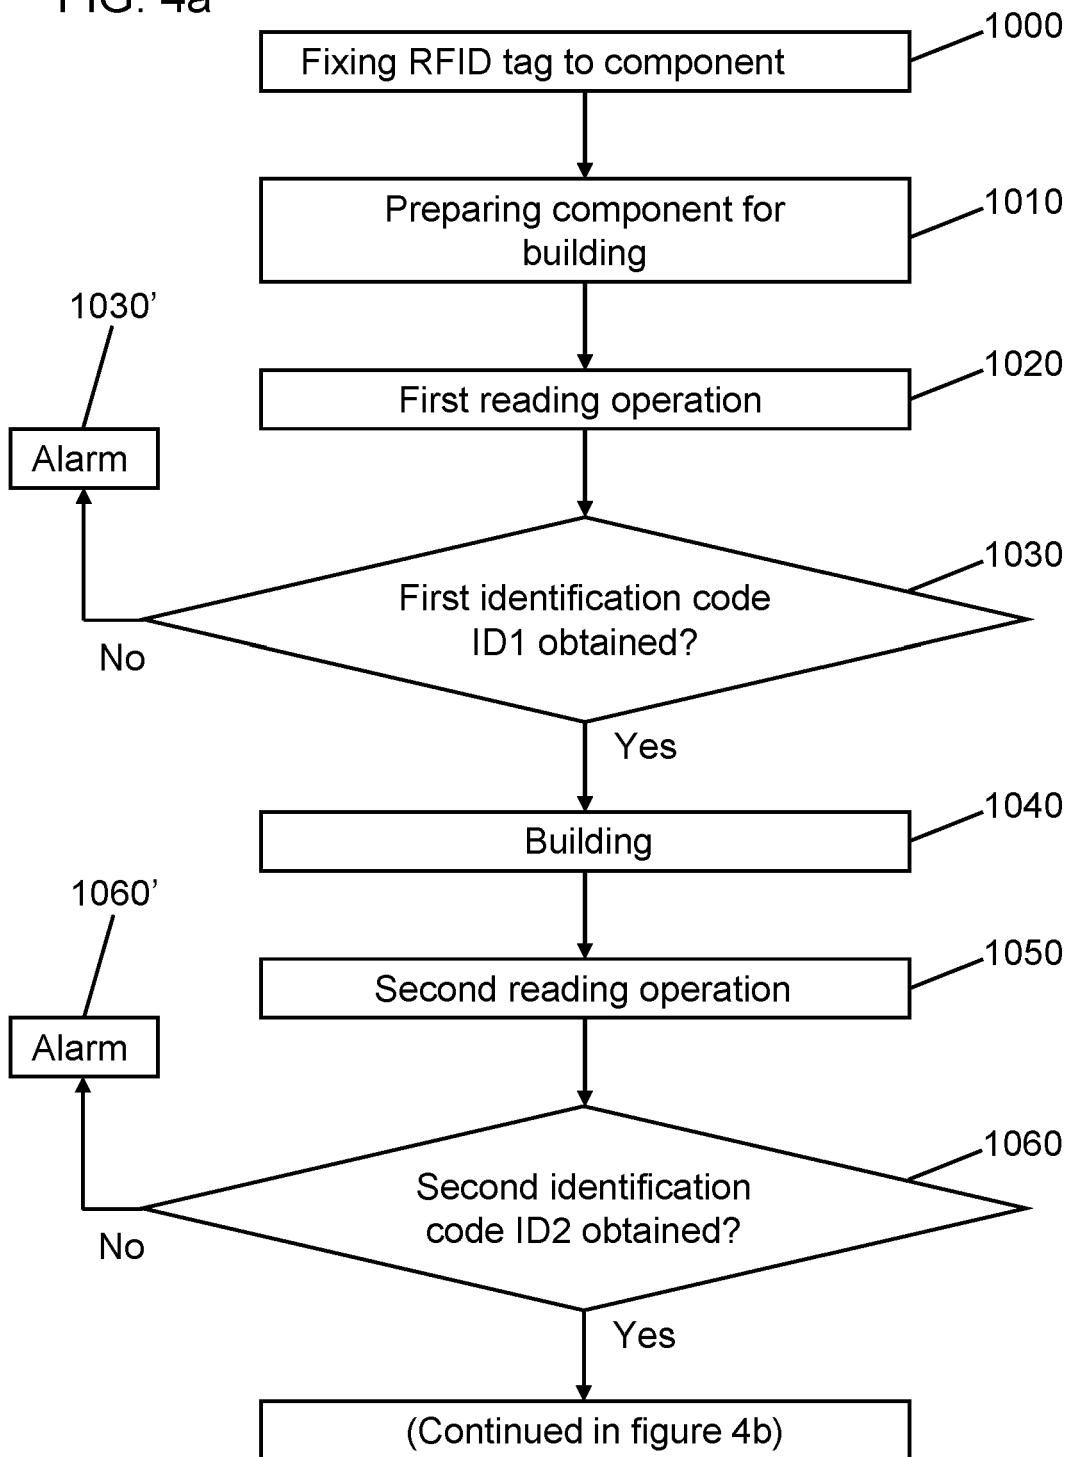 FIG. 4a
1000
Fixing RFID tag to component
1010
Preparing component for
building
1030’
1020
First reading operation
Alarm
1030
First identification code
ID1 obtained?
No
Yes
1040
Building
1060’
1050
Second reading operation
Alarm
1060
Second identification
code ID2 obtained?
No
Yes
(Continued in figure 4b)